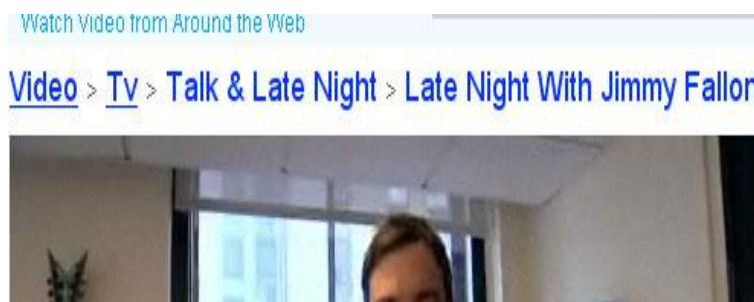 Watch Video from Around the Web
Video > Tv > Talk & Late Night > Late Night With Jimmy Fallon